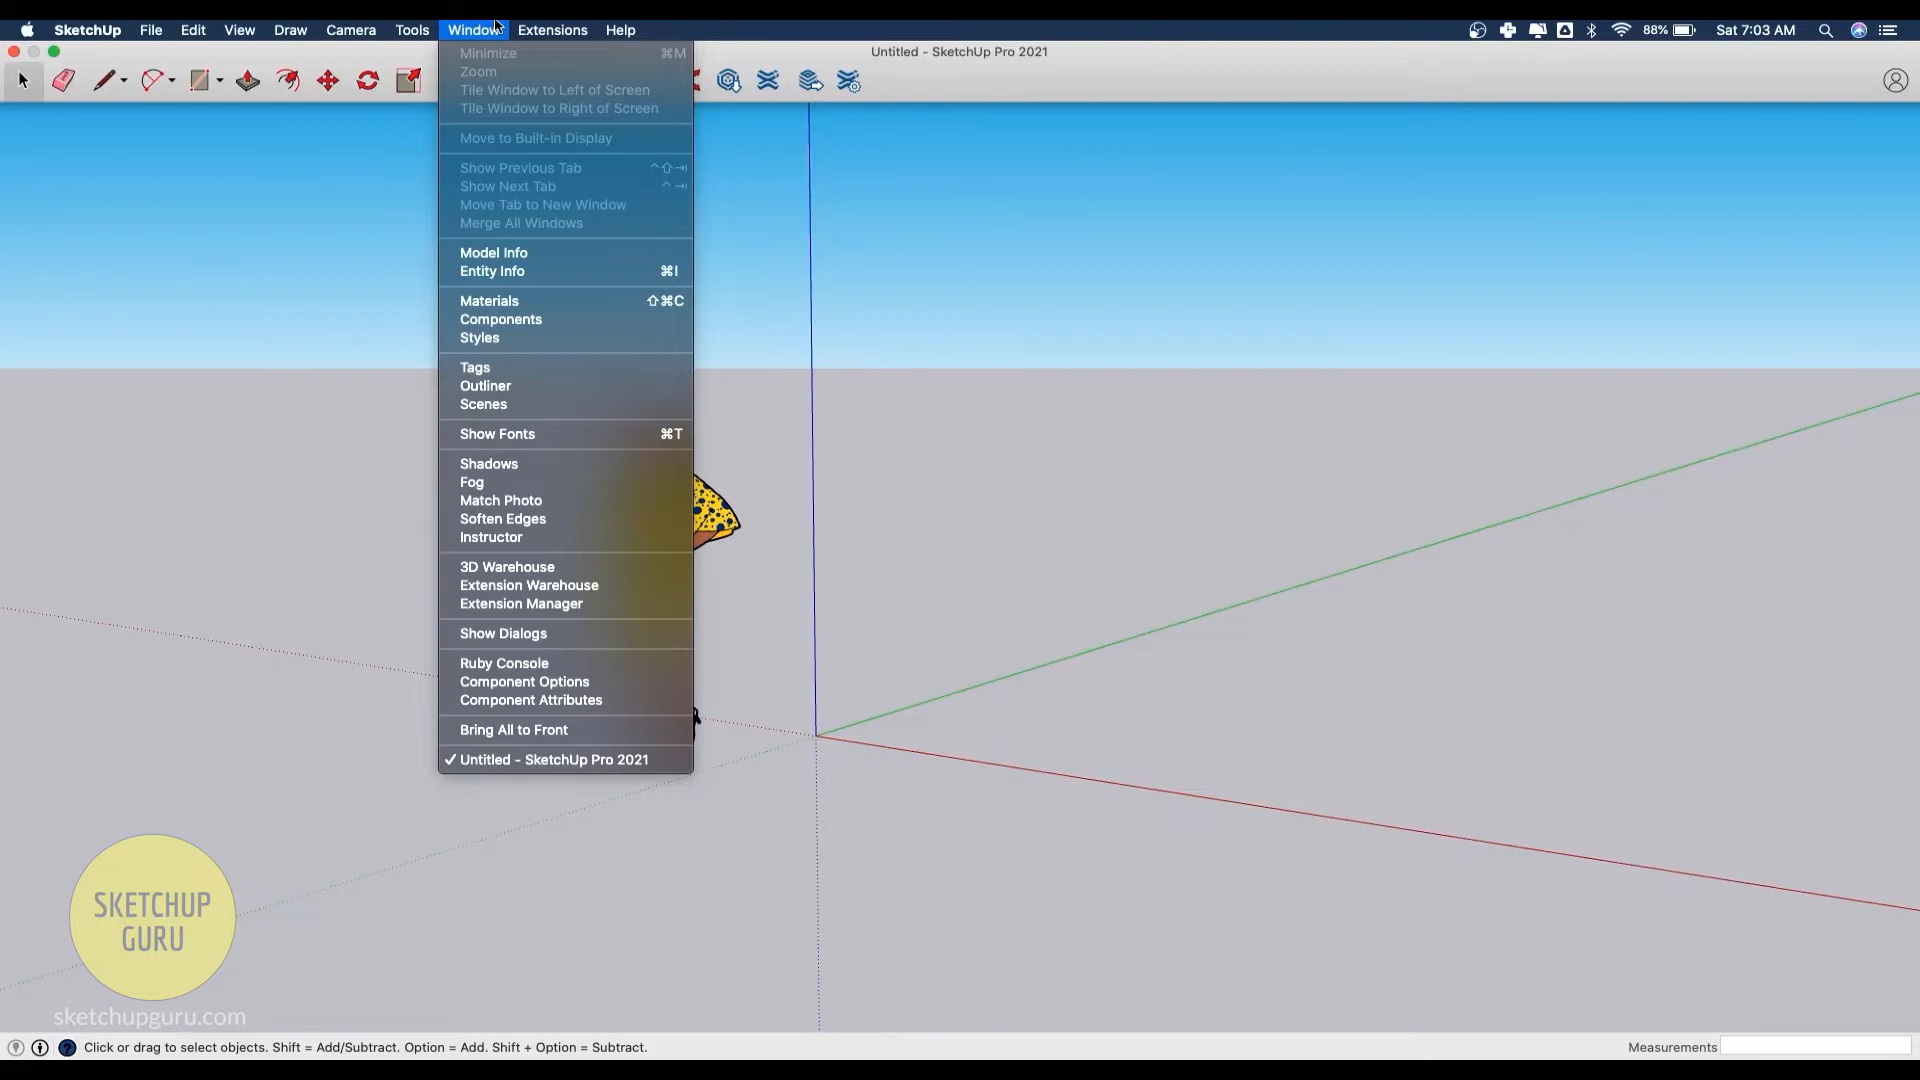 SketchUp File Edit View Draw Camera Tools Window Extensions Help 88% Sat 7:03 AM
Untitled - SketchUp Pro 2021
Minimize ⌘M
Zoom
Tile Window to Left of Screen
Tile Window to Right of Screen
Move to Built-in Display
Show Previous Tab ⌃⇧⇥
Show Next Tab ⌃⇥
Move Tab to New Window
Merge All Windows
Model Info
Entity Info ⌘I
Materials ⇧⌘C
Components
Styles
Tags
Outliner
Scenes
Show Fonts ⌘T
Shadows
Fog
Match Photo
Soften Edges
Instructor
3D Warehouse
Extension Warehouse
Extension Manager
Show Dialogs
Ruby Console
Component Options
Component Attributes
Bring All to Front
✓ Untitled - SketchUp Pro 2021
SKETCHUP
GURU
sketchupguru.com
Click or drag to select objects. Shift = Add/Subtract. Option = Add. Shift + Option = Subtract. Measurements